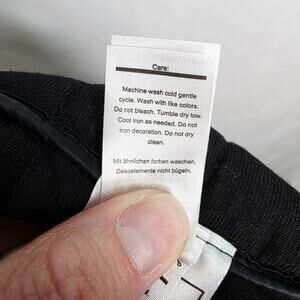 Care:
Machine wash cold gentle
cycle. Wash with like colors.
Do not bleach. Tumble dry low.
Cool iron as needed. Do not
iron decoration. Do not dry
clean.
Mit ähnlichen farben waschen.
Dekoelemente nicht bügeln.